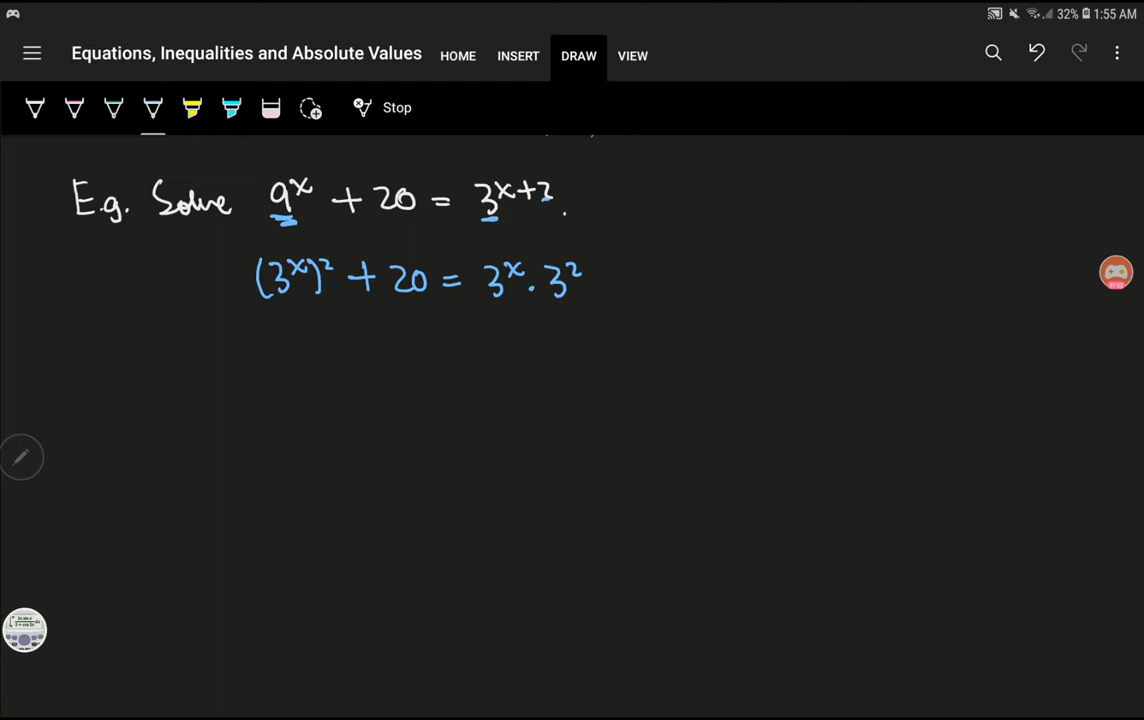 32% 1:55 AM
Equations, Inequalities and Absolute Values HOME INSERT DRAW VIEW
Stop
E.g. Solve 9^x + 20 = 3^{x+2}.
(3^x)^2 + 20 = 3^x · 3^2